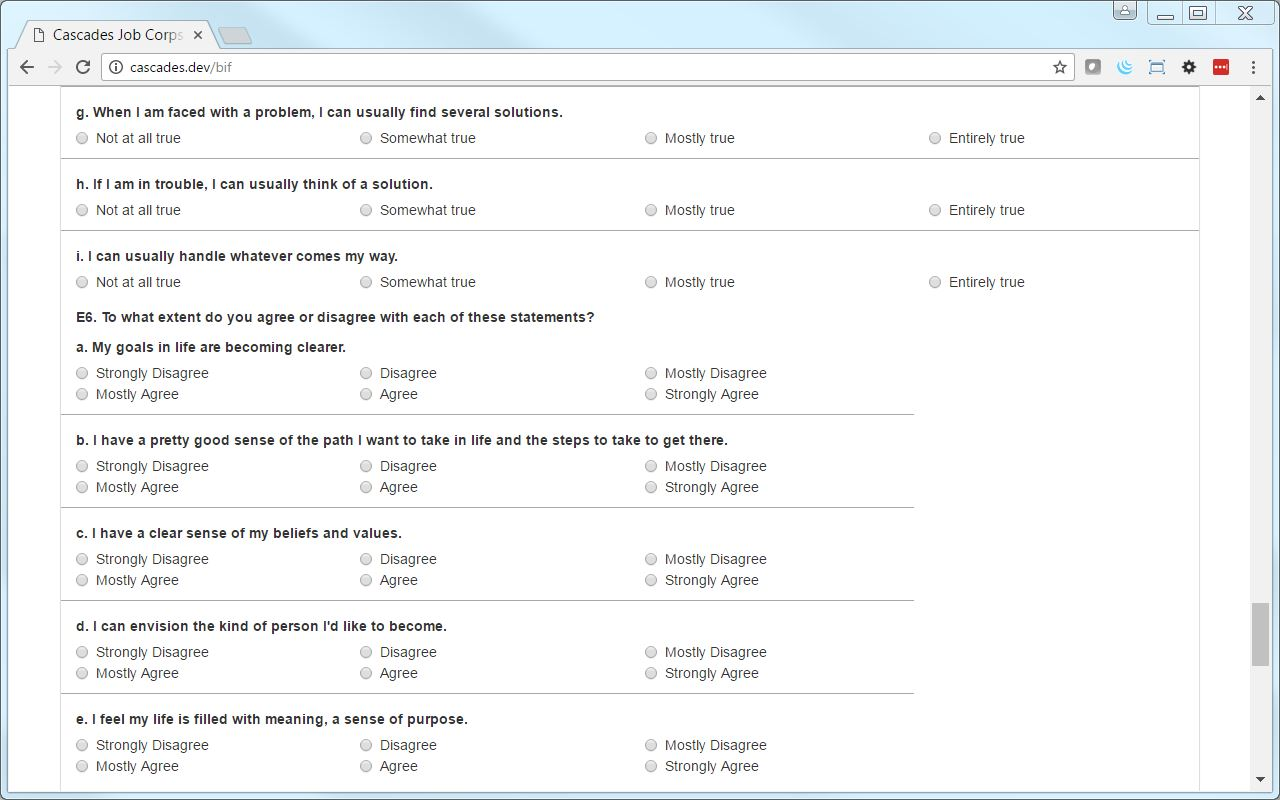 Cascades Job Corps
cascades.dev/bif
g. When I am faced with a problem, I can usually find several solutions.
Not at all true Somewhat true Mostly true Entirely true
h. If I am in trouble, I can usually think of a solution.
Not at all true Somewhat true Mostly true Entirely true
i. I can usually handle whatever comes my way.
Not at all true Somewhat true Mostly true Entirely true
E6. To what extent do you agree or disagree with each of these statements?
a. My goals in life are becoming clearer.
Strongly Disagree Disagree Mostly Disagree
Mostly Agree Agree Strongly Agree
b. I have a pretty good sense of the path I want to take in life and the steps to take to get there.
Strongly Disagree Disagree Mostly Disagree
Mostly Agree Agree Strongly Agree
c. I have a clear sense of my beliefs and values.
Strongly Disagree Disagree Mostly Disagree
Mostly Agree Agree Strongly Agree
d. I can envision the kind of person I'd like to become.
Strongly Disagree Disagree Mostly Disagree
Mostly Agree Agree Strongly Agree
e. I feel my life is filled with meaning, a sense of purpose.
Strongly Disagree Disagree Mostly Disagree
Mostly Agree Agree Strongly Agree